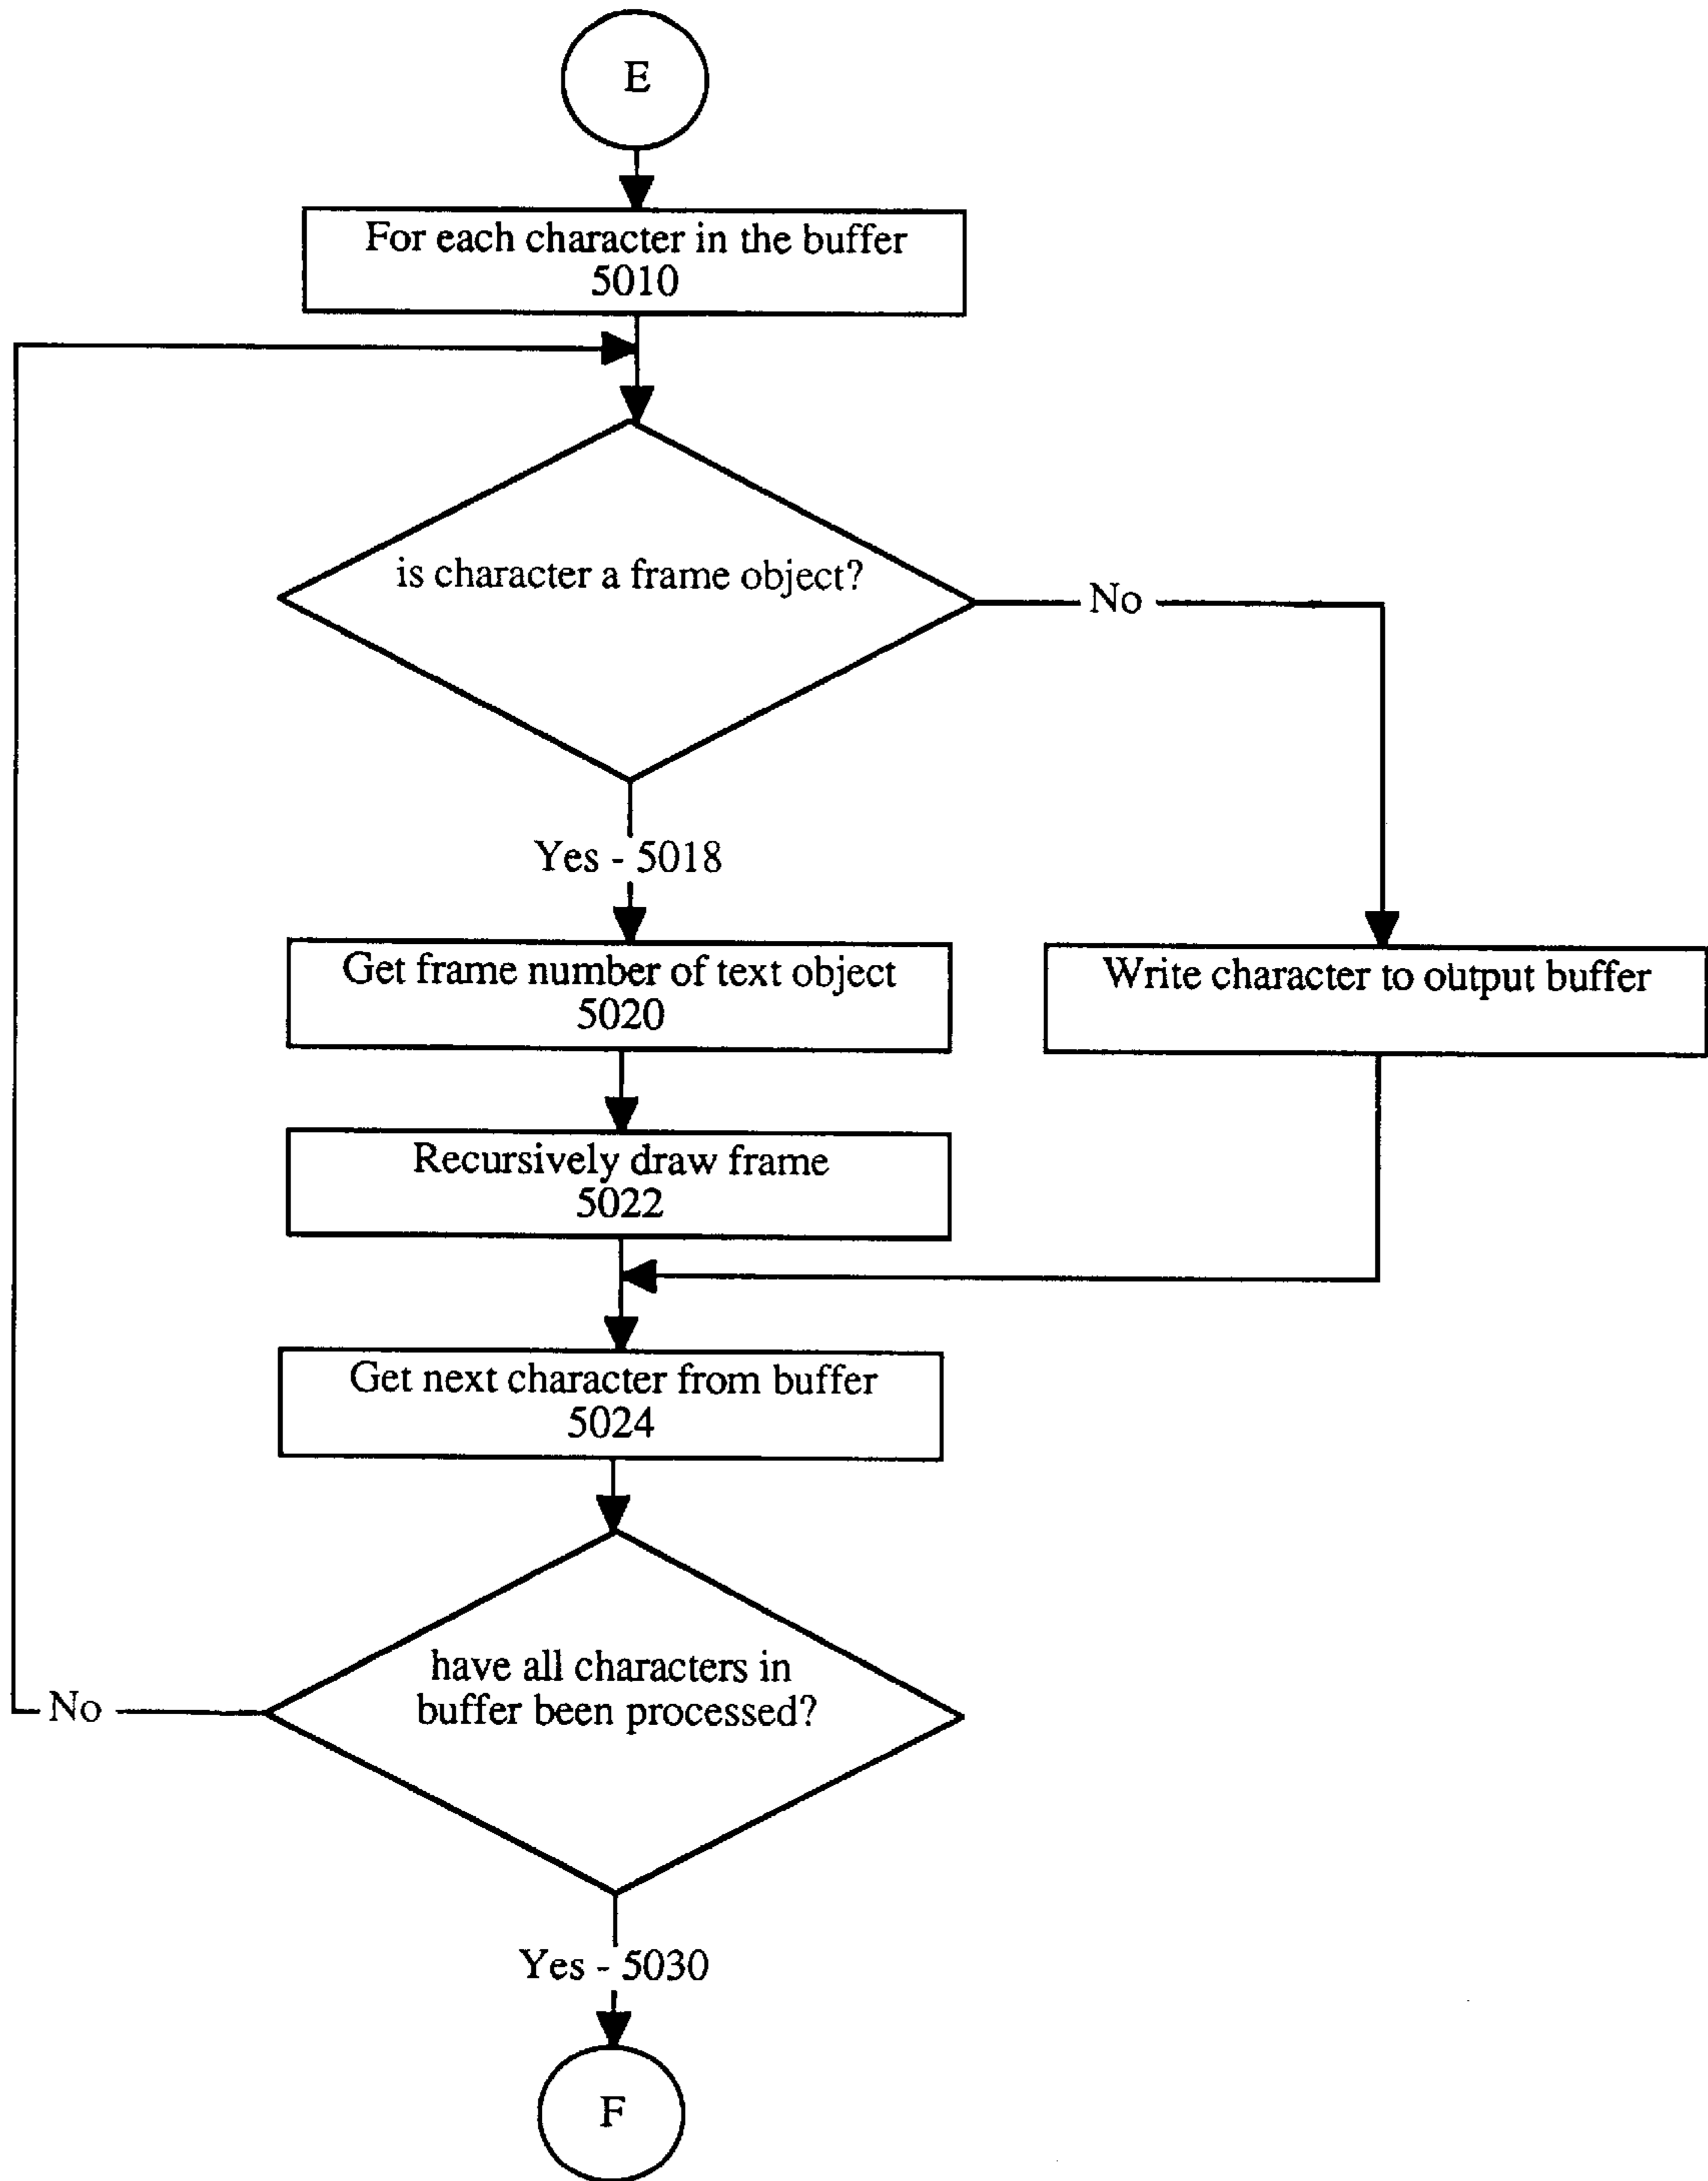 E
For each character in the buffer
5010
is character a frame object?
No
Yes - 5018
Get frame number of text object
5020
Write character to output buffer
Recursively draw frame
5022
Get next character from buffer
5024
have all characters in
buffer been processed?
No
Yes - 5030
F